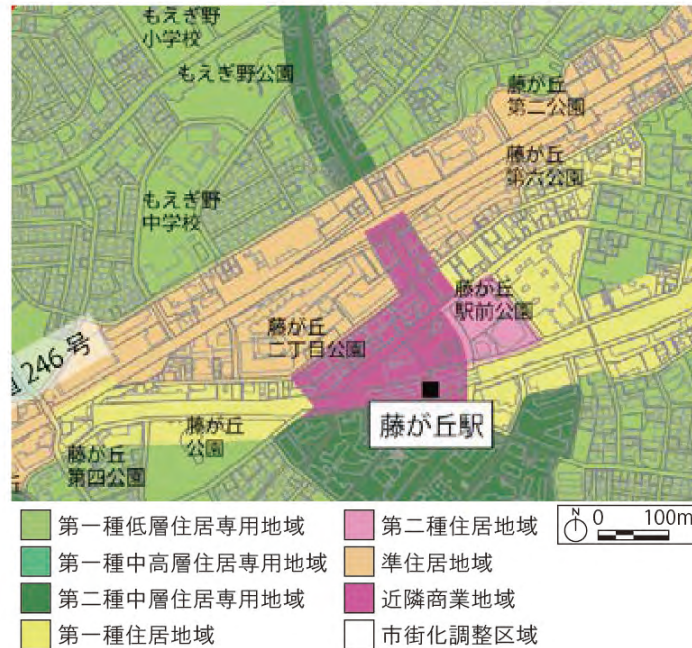 もえぎ野
小学校
もえぎ野公園
藤が丘
第二公園
藤が丘
第六公園
もえぎ野
中学校
藤が丘
駅前公園
藤が丘
二丁目公園
246 号
藤が丘駅
藤が丘
公園
藤が丘
第四公園
第一種低層住居専用地域
第一種中高層住居専用地域
第二種中層住居専用地域
第一種住居地域
第二種住居地域
準住居地域
近隣商業地域
市街化調整区域
N 0 100m